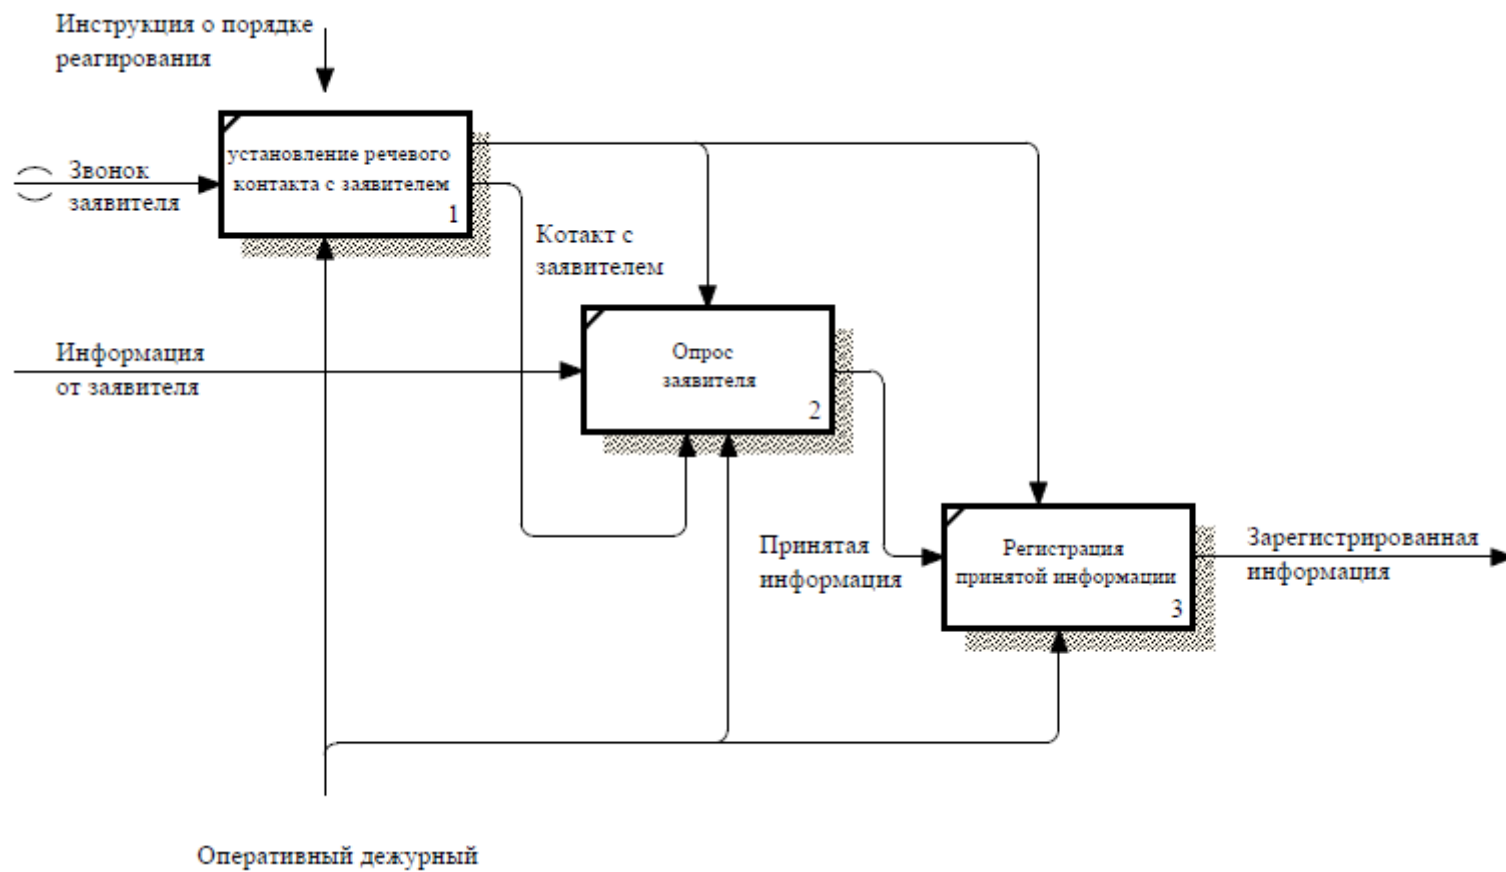 Инструкция о порядке
реагирования
установление речевого
контакта с заявителем
1
Звонок
заявителя
Котакт с
заявителем
Информация
от заявителя
Опрос
заявителя
2
Принятая
информация
Регистрация
принятой информации
3
Зарегистрированная
информация
Оперативный дежурный